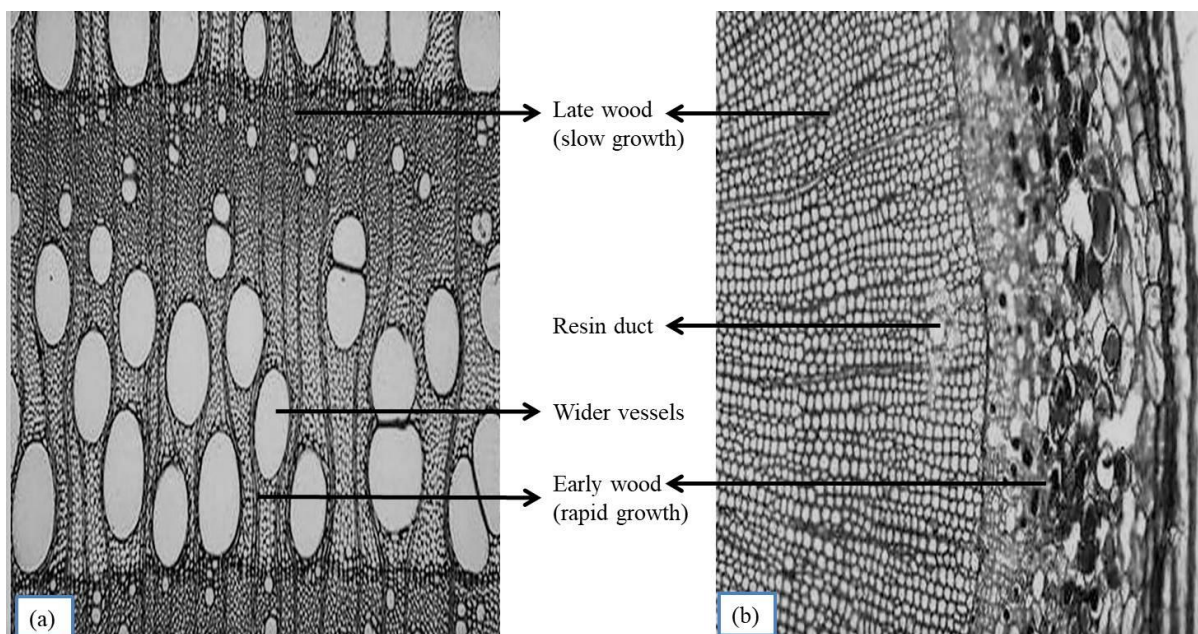 Late wood
(slow growth)
Resin duct
Wider vessels
Early wood
(rapid growth)
(a)
(b)